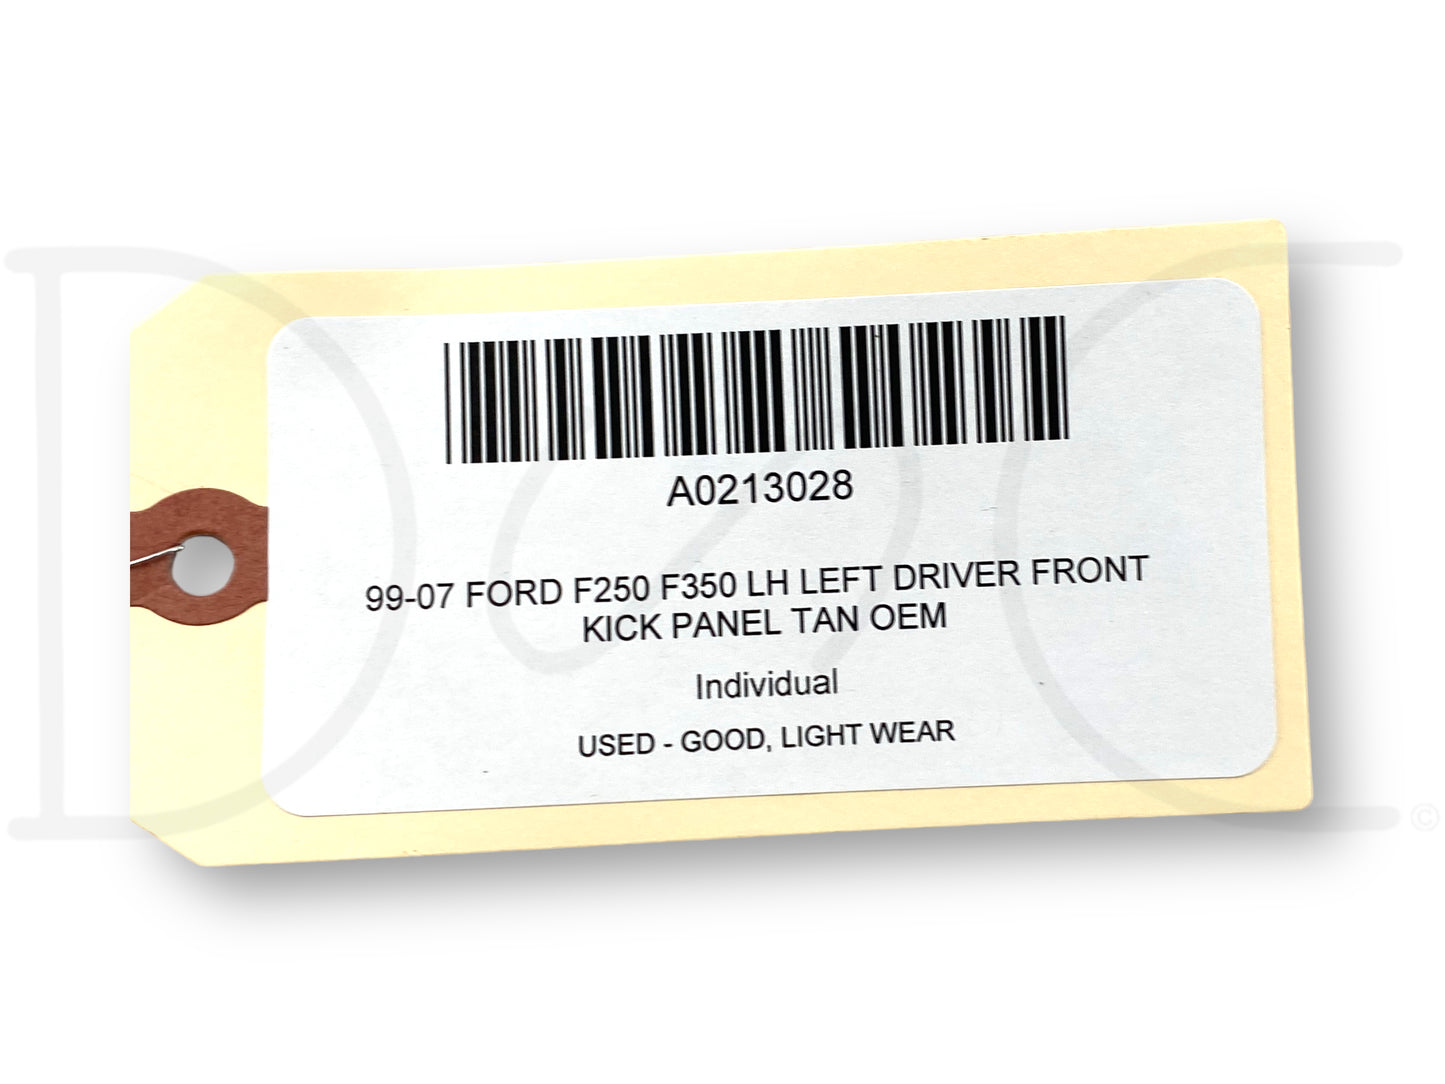 A0213028
99-07 FORD F250 F350 LH LEFT DRIVER FRONT
KICK PANEL TAN OEM
Individual
USED - GOOD, LIGHT WEAR
D C
©